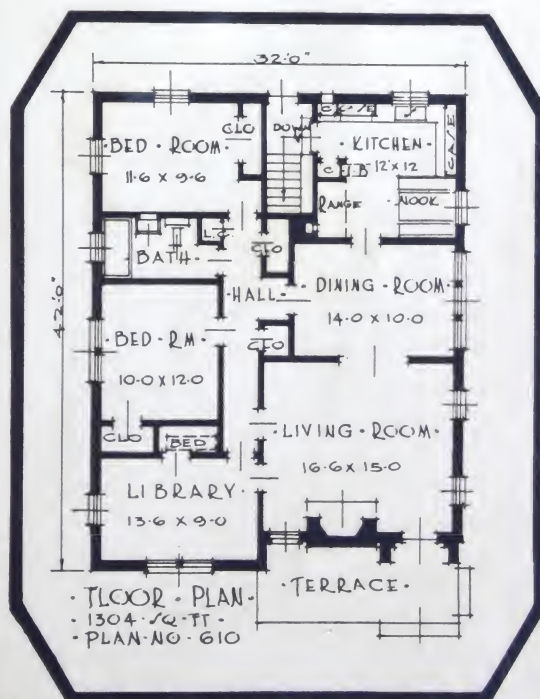 32'·0"
42'·0"
BED · ROOM
11·6 X 9·6
CLO
DOWN
C
CASE
KITCHEN
12' X 12
CASE
C
I·B
RANGE
NOOK
L·C
BATH
CLO
HALL
DINING · ROOM
14·0 X 10·0
BED · RM
10·0 X 12·0
CLO
CLO
BED
LIVING · ROOM
16·6 X 15·0
LIBRARY
13·6 X 9·0
TERRACE
· FLOOR · PLAN ·
· 1304 · SQ · FT ·
· PLAN · NO · 610